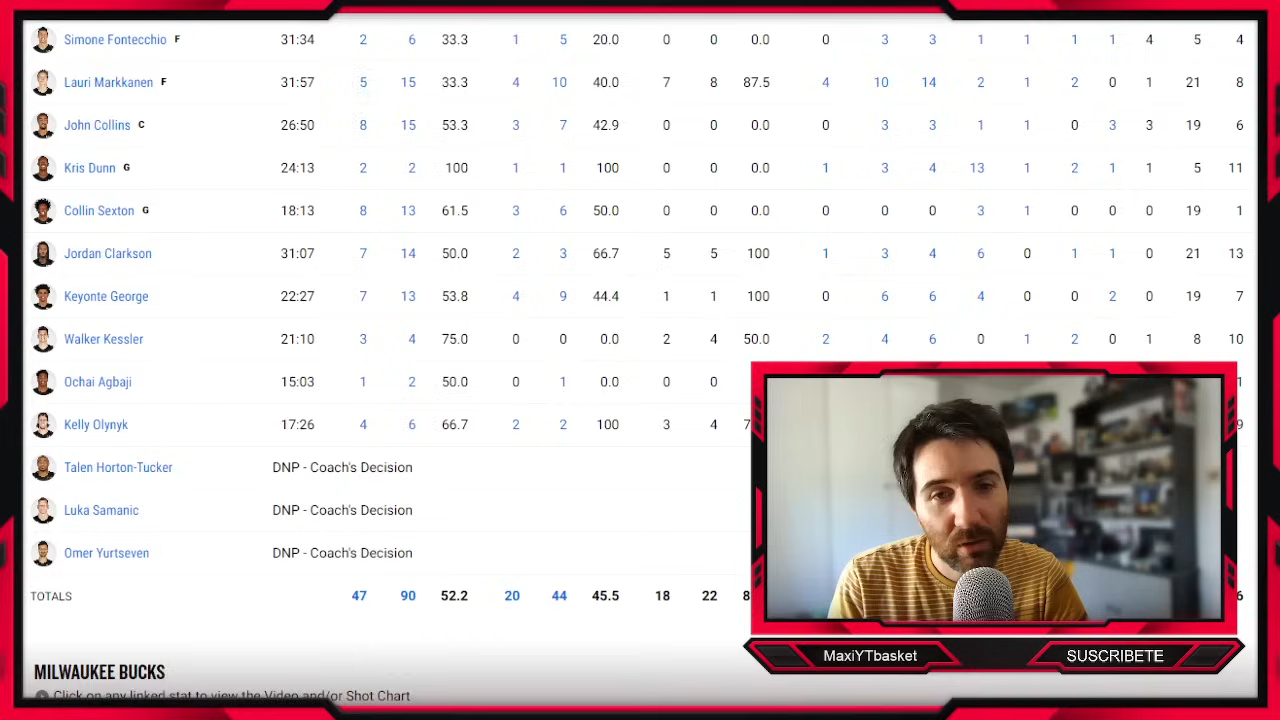 Simone Fontecchio F 31:34 2 6 33.3 1 5 20.0 0 0 0.0 0 3 3 1 1 1 1 4 5 4
Lauri Markkanen F 31:57 5 15 33.3 4 10 40.0 7 8 87.5 4 10 14 2 1 2 0 1 21 8
John Collins C 26:50 8 15 53.3 3 7 42.9 0 0 0.0 0 3 3 1 1 0 3 3 19 6
Kris Dunn G 24:13 2 2 100 1 1 100 0 0 0.0 1 3 4 13 1 2 1 1 5 11
Collin Sexton G 18:13 8 13 61.5 3 6 50.0 0 0 0.0 0 0 0 3 1 0 0 0 19 1
Jordan Clarkson 31:07 7 14 50.0 2 3 66.7 5 5 100 1 3 4 6 0 1 1 0 21 13
Keyonte George 22:27 7 13 53.8 4 9 44.4 1 1 100 0 6 6 4 0 0 2 0 19 7
Walker Kessler 21:10 3 4 75.0 0 0 0.0 2 4 50.0 2 4 6 0 1 2 0 1 8 10
Ochai Agbaji 15:03 1 2 50.0 0 1 0.0 0 0 1
Kelly Olynyk 17:26 4 6 66.7 2 2 100 3 4 7 9
Talen Horton-Tucker DNP - Coach's Decision
Luka Samanic DNP - Coach's Decision
Omer Yurtseven DNP - Coach's Decision
TOTALS 47 90 52.2 20 44 45.5 18 22 8 6
MaxiYTbasket SUSCRIBETE
MILWAUKEE BUCKS
Click on any linked stat to view the Video and/or Shot Chart